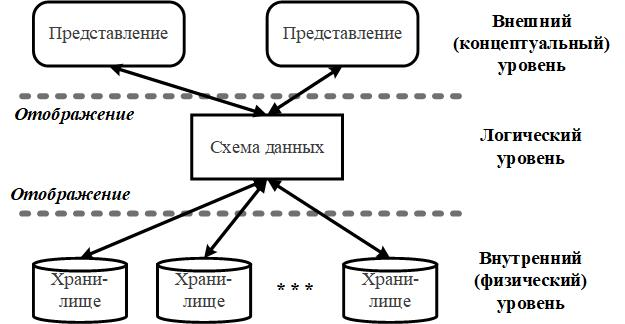 Представление
Представление
Внешний
(концептуальный)
уровень
Отображение
Схема данных
Логический
уровень
Отображение
Храни-
лище
Храни-
лище
* * *
Храни-
лище
Внутренний
(физический)
уровень